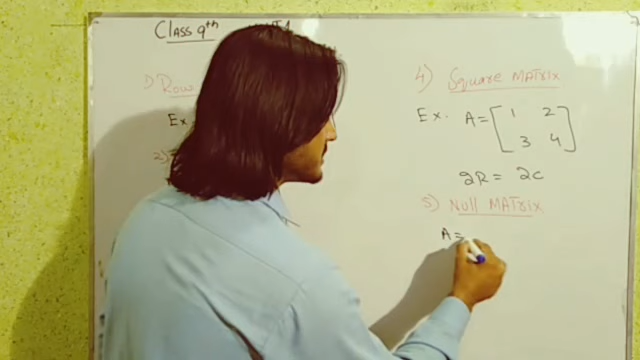 Class 9th
1) Row
Ex.
2)
4) Square MATRIX
Ex. A = [ 1 2
3 4 ]
2R = 2C
5) Null MATRIX
A =